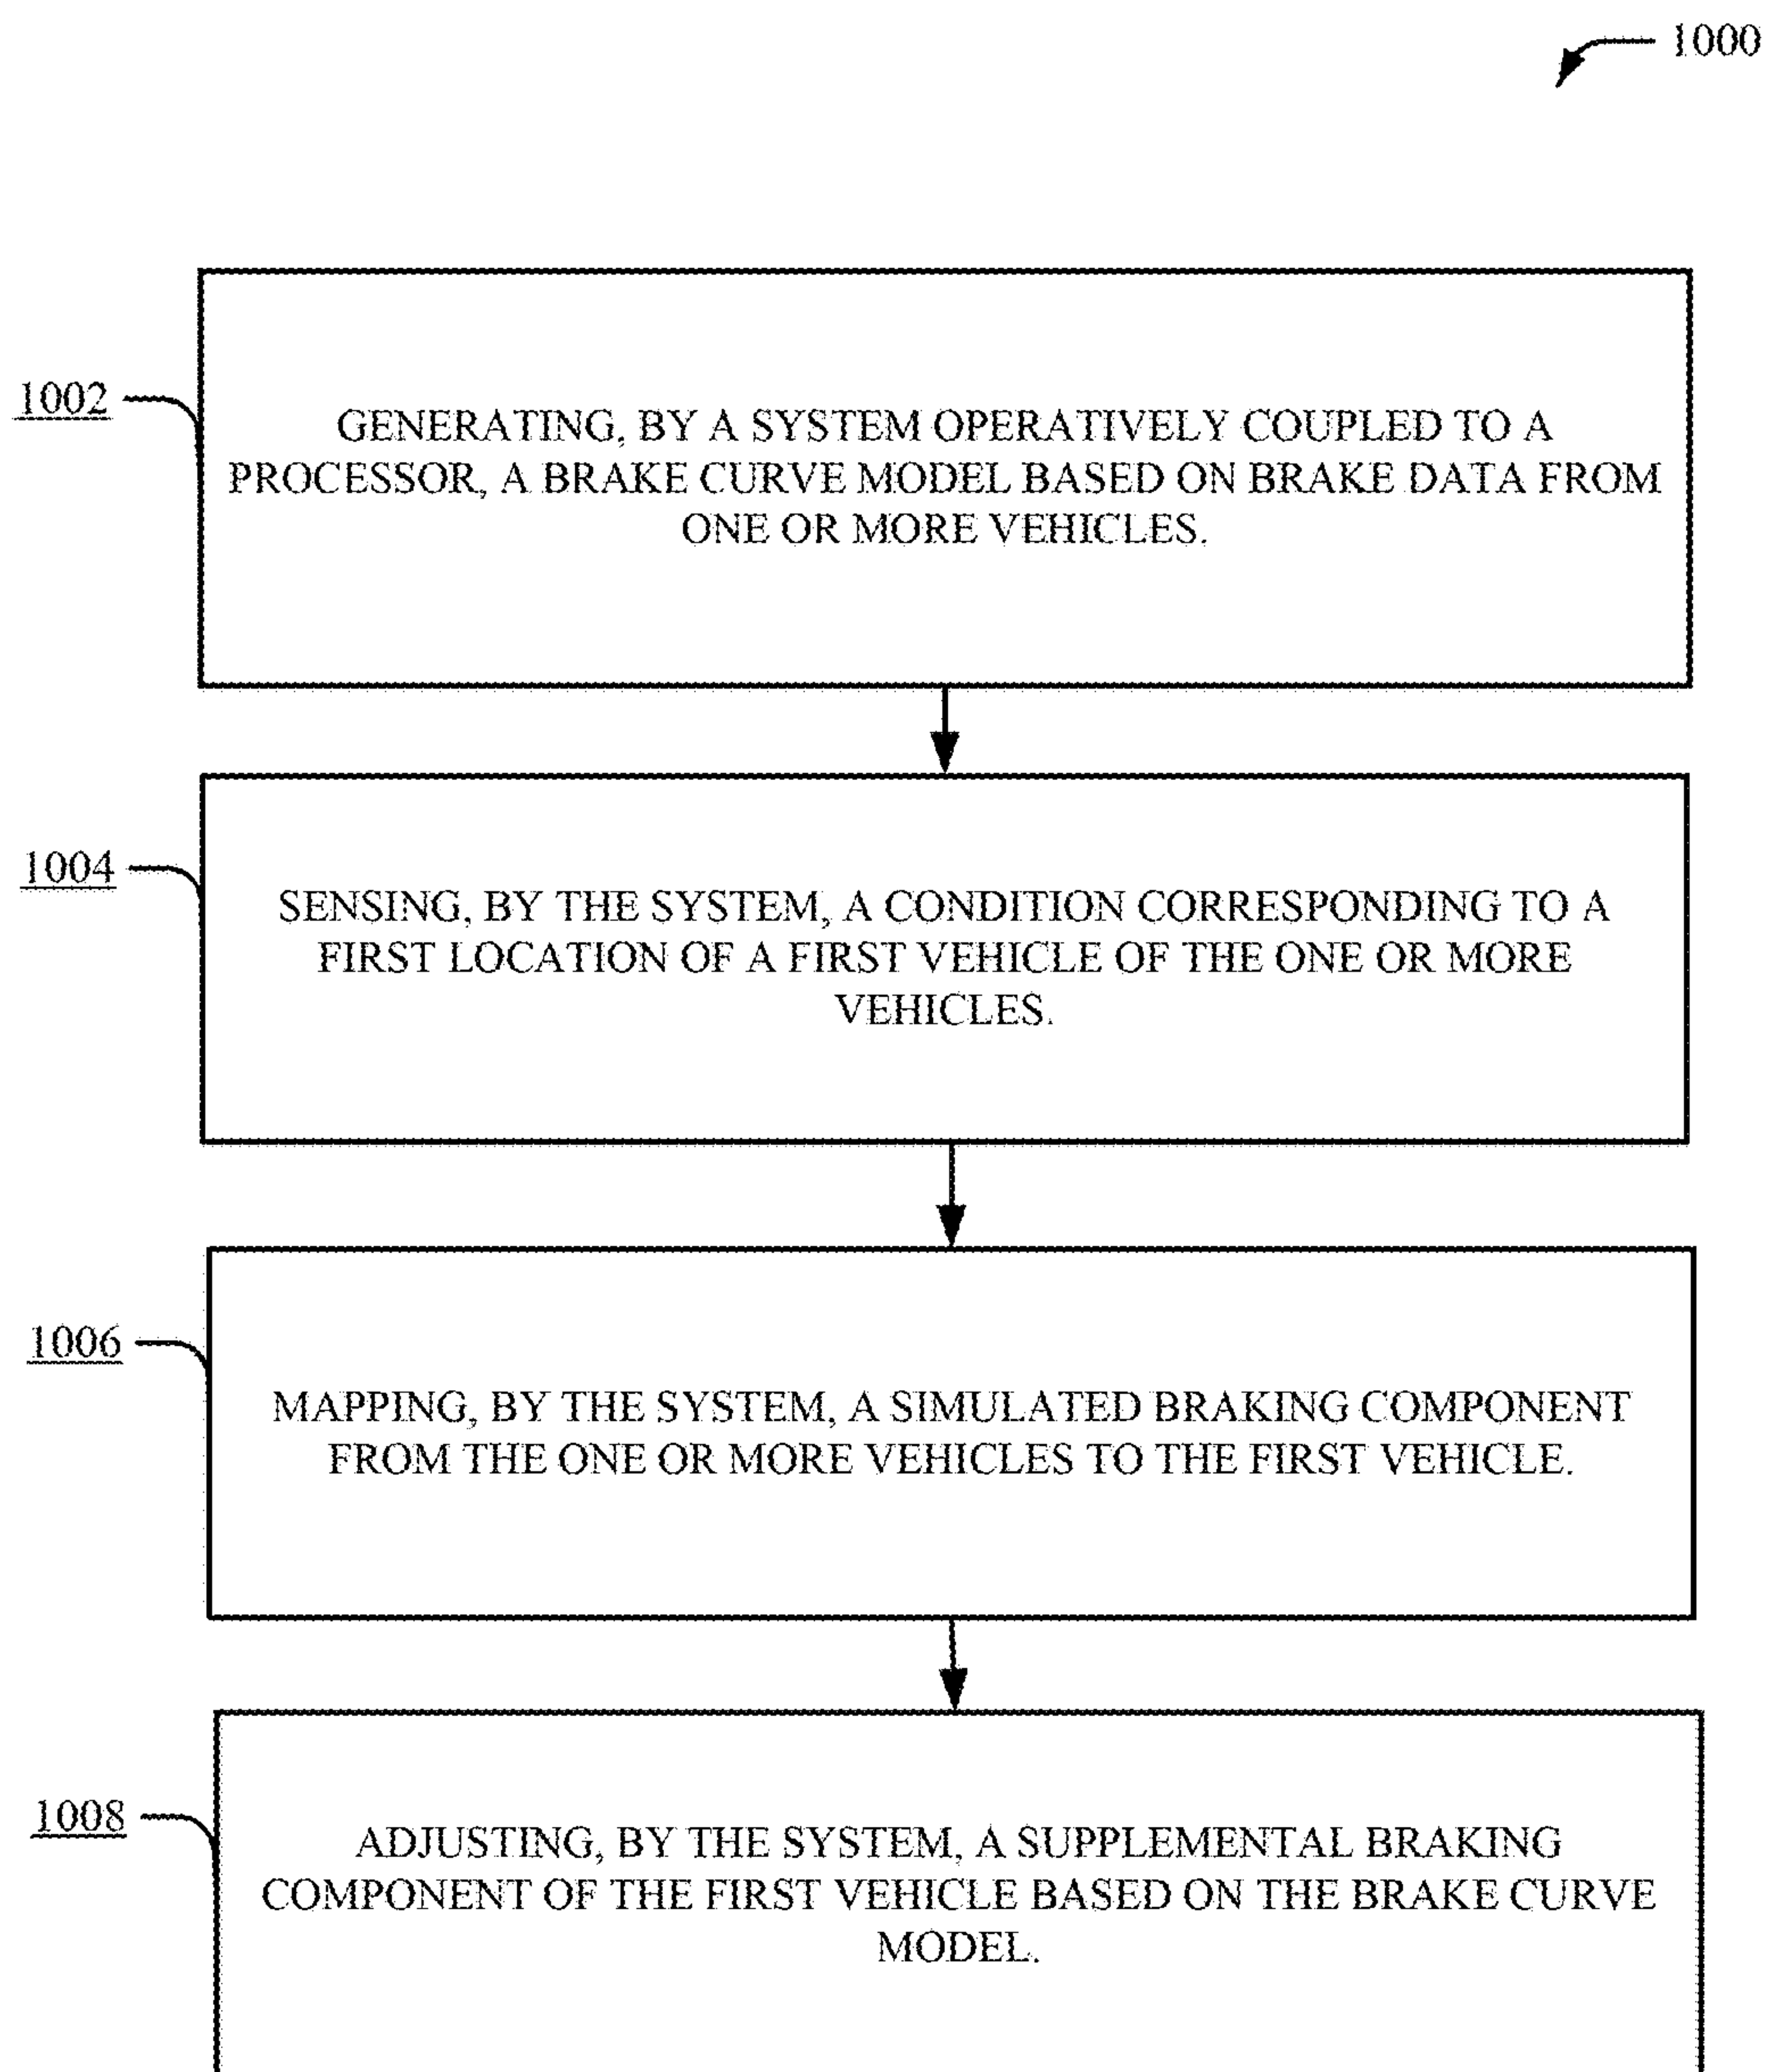 1000
1002
GENERATING, BY A SYSTEM OPERATIVELY COUPLED TO A
PROCESSOR, A BRAKE CURVE MODEL BASED ON BRAKE DATA FROM
ONE OR MORE VEHICLES.
1004
SENSING, BY THE SYSTEM, A CONDITION CORRESPONDING TO A
FIRST LOCATION OF A FIRST VEHICLE OF THE ONE OR MORE
VEHICLES.
1006
MAPPING, BY THE SYSTEM, A SIMULATED BRAKING COMPONENT
FROM THE ONE OR MORE VEHICLES TO THE FIRST VEHICLE.
1008
ADJUSTING, BY THE SYSTEM, A SUPPLEMENTAL BRAKING
COMPONENT OF THE FIRST VEHICLE BASED ON THE BRAKE CURVE
MODEL.